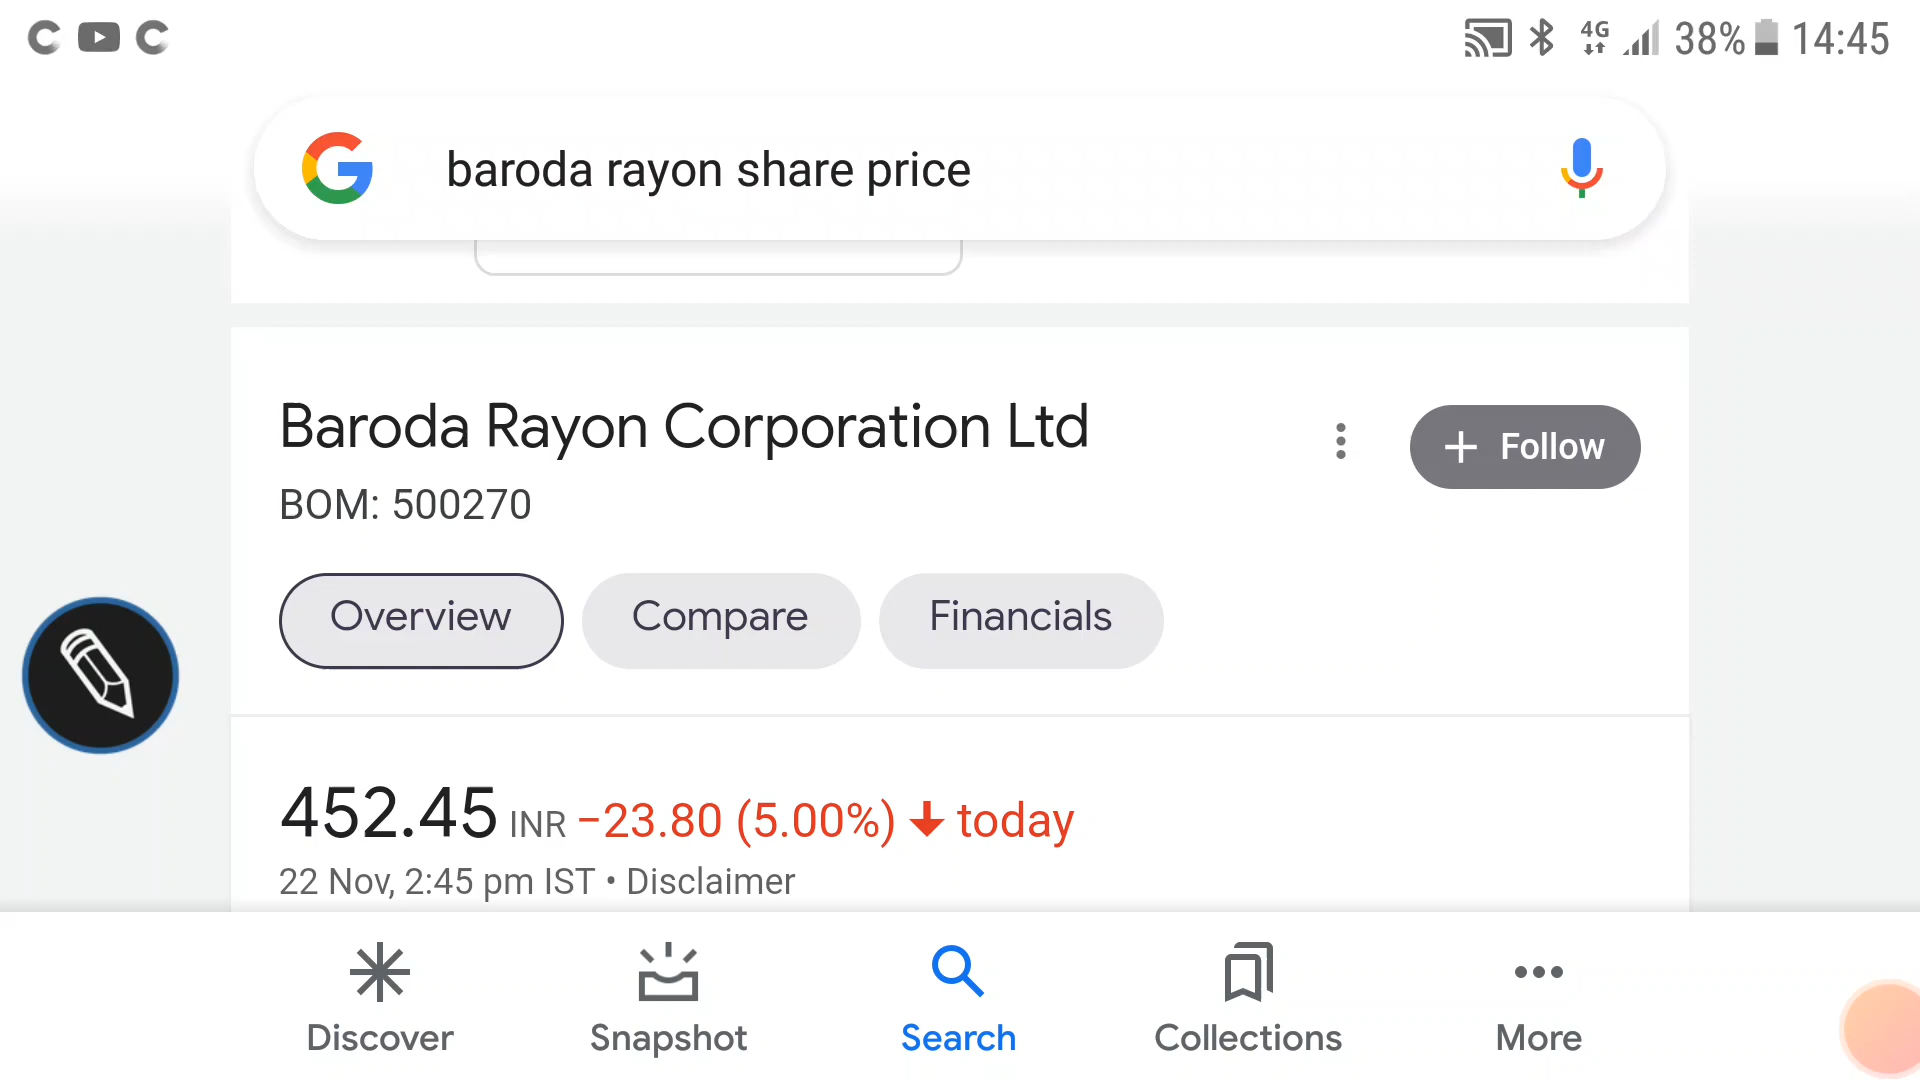 4G 38% 14:45
baroda rayon share price
Baroda Rayon Corporation Ltd
+ Follow
BOM: 500270
Overview Compare Financials
452.45 INR −23.80 (5.00%) ↓ today
22 Nov, 2:45 pm IST • Disclaimer
Discover Snapshot Search Collections More